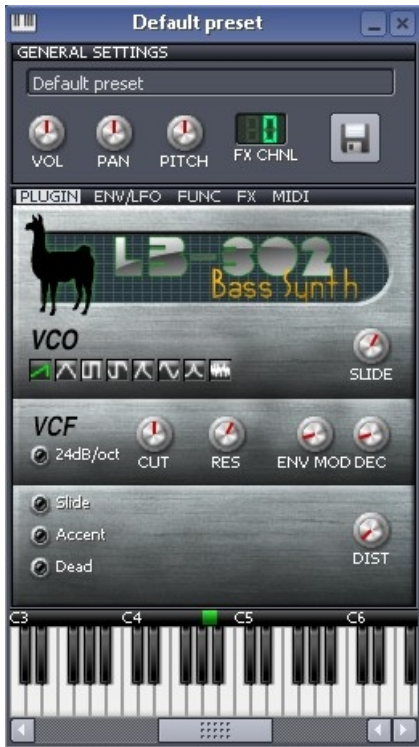 Default preset
GENERAL SETTINGS
Default preset
VOL PAN PITCH FX CHNL
0
PLUGIN ENV/LFO FUNC FX MIDI
LB-302
Bass Synth
VCO
SLIDE
VCF
24dB/oct CUT RES ENV MOD DEC
Slide
Accent
Dead
DIST
C3 C4 C5 C6